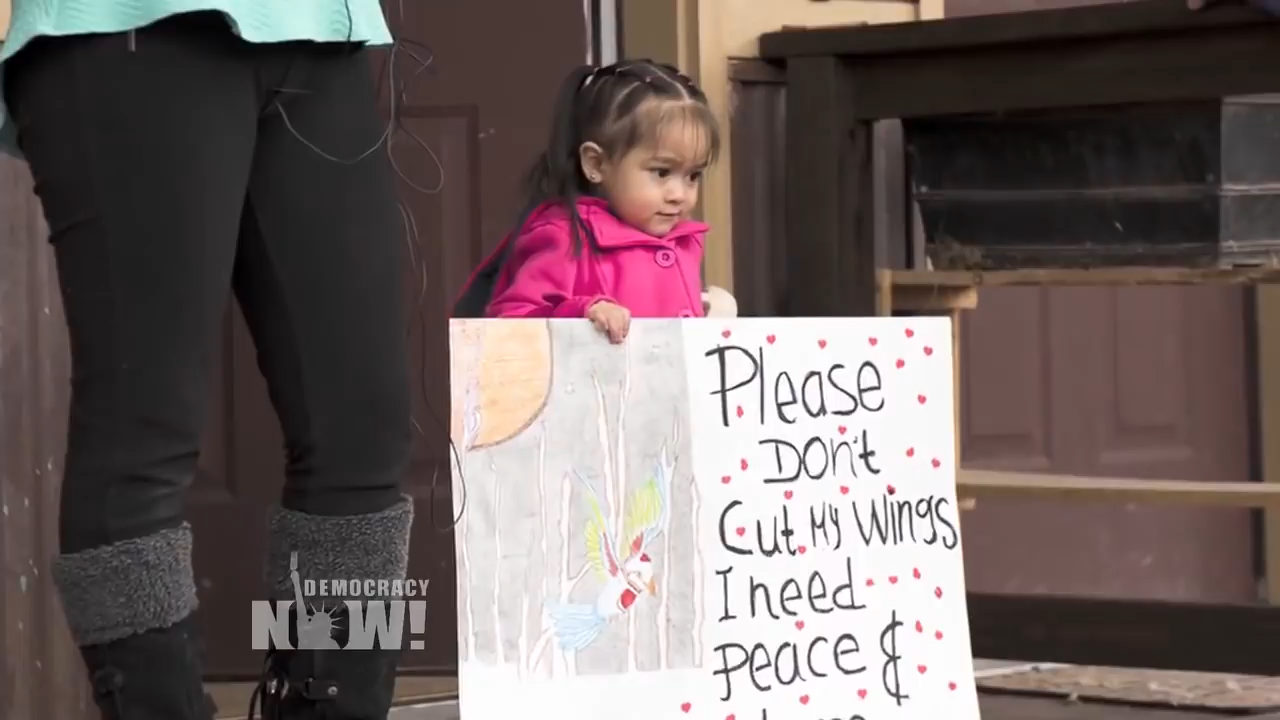 Please
Don't
Cut My Wings
I need
peace &
DEMOCRACY
NOW!